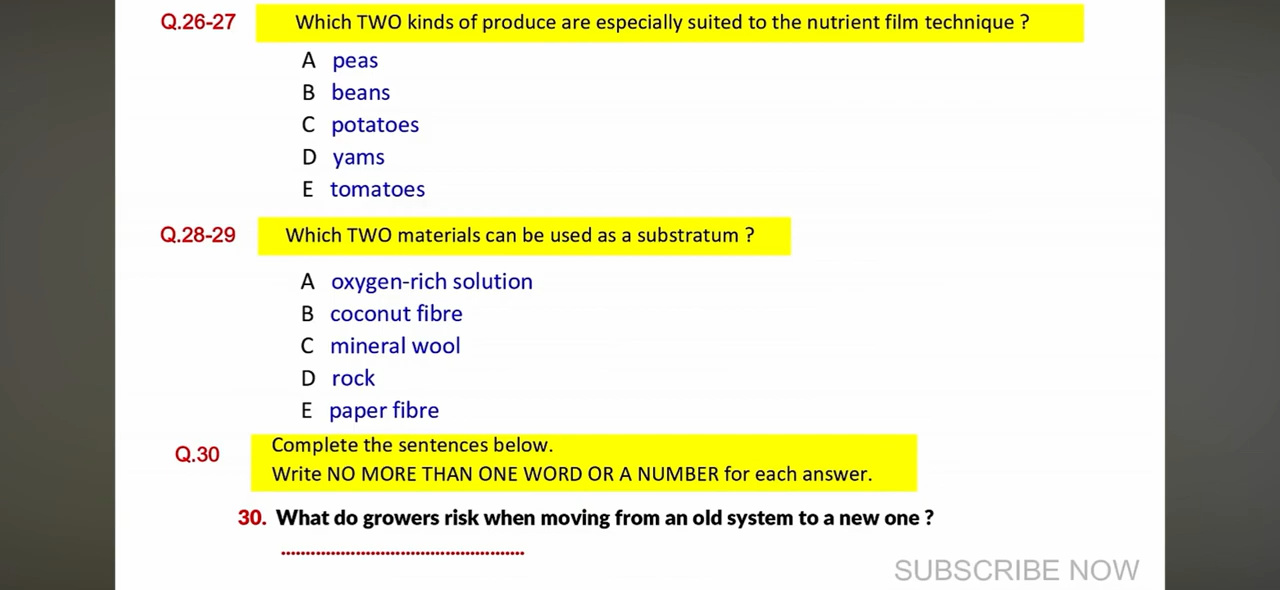 Q.26-27 Which TWO kinds of produce are especially suited to the nutrient film technique ?
A peas
B beans
C potatoes
D yams
E tomatoes
Q.28-29 Which TWO materials can be used as a substratum ?
A oxygen-rich solution
B coconut fibre
C mineral wool
D rock
E paper fibre
Q.30 Complete the sentences below.
Write NO MORE THAN ONE WORD OR A NUMBER for each answer.
30. What do growers risk when moving from an old system to a new one ?
..................................................
SUBSCRIBE NOW